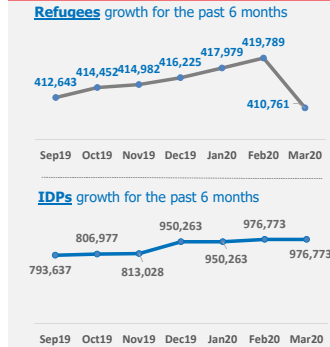 Refugees growth for the past 6 months
419,789
417,979
416,225
414,452 414,982
412,643
410,761
Sep19 Oct19 Nov19 Dec19 Jan20 Feb20 Mar20
IDPs growth for the past 6 months
950,263 976,773
806,977
793,637 813,028 950,263 976,773
Sep19 Oct19 Nov19 Dec19 Jan20 Feb20 Mar20